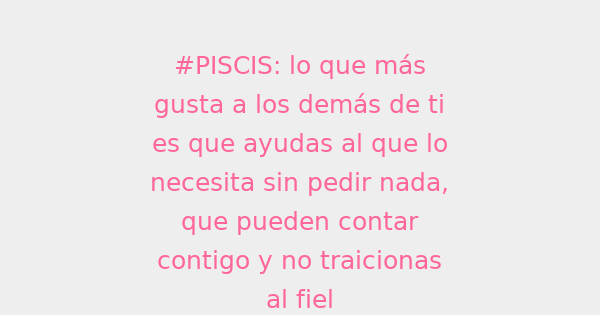 #PISCIS: lo que más
gusta a los demás de ti
es que ayudas al que lo
necesita sin pedir nada,
que pueden contar
contigo y no traicionas
al fiel